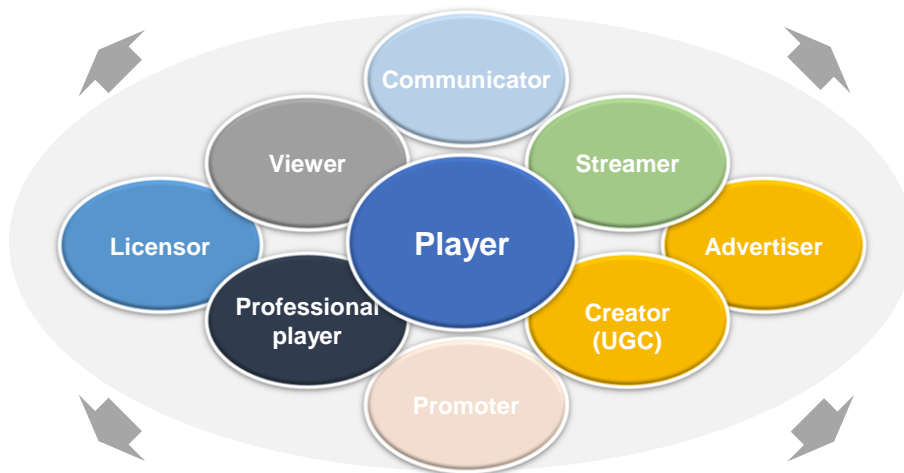 Communicator
Viewer
Streamer
Licensor
Player
Advertiser
Professional
player
Creator
(UGC)
Promoter